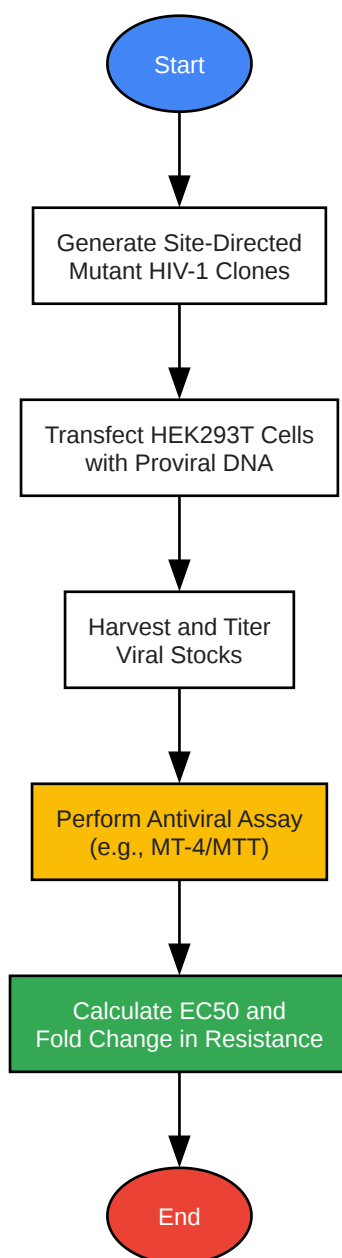 Start
Generate Site-Directed
Mutant HIV-1 Clones
Transfect HEK293T Cells
with Proviral DNA
Harvest and Titer
Viral Stocks
Perform Antiviral Assay
(e.g., MT-4/MTT)
Calculate EC50 and
Fold Change in Resistance
End